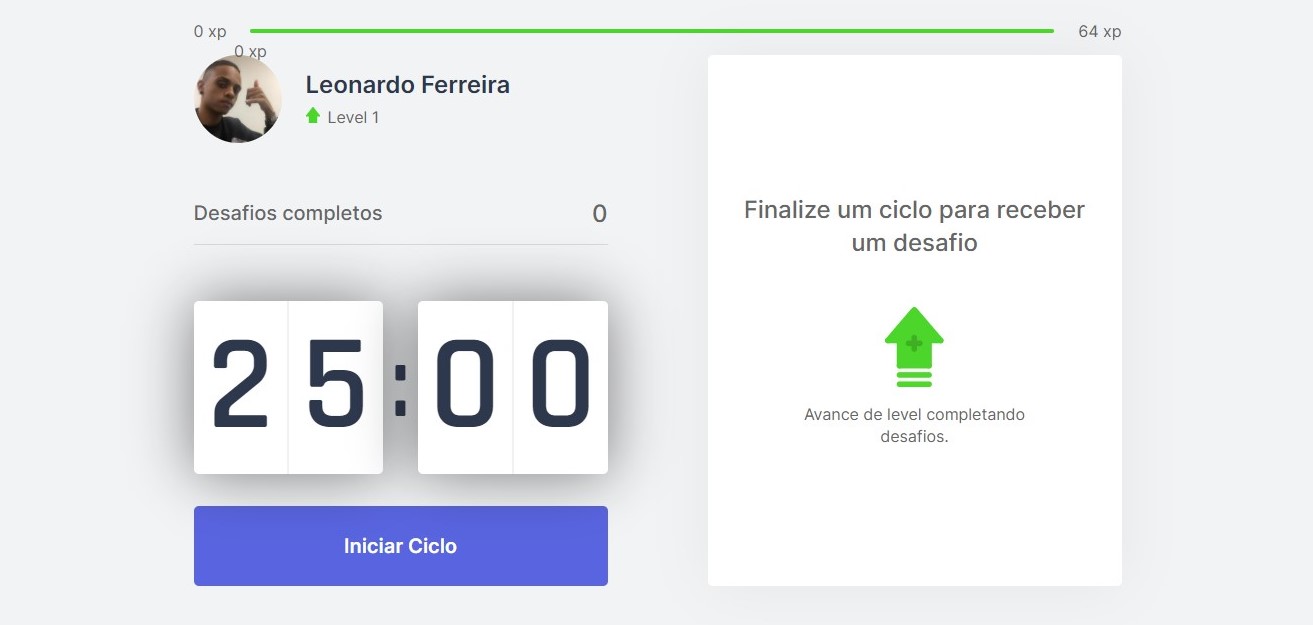 0 xp
64 xp
0 xp
Leonardo Ferreira
Level 1
Desafios completos
0
25:00
Iniciar Ciclo
Finalize um ciclo para receber
um desafio
Avance de level completando
desafios.